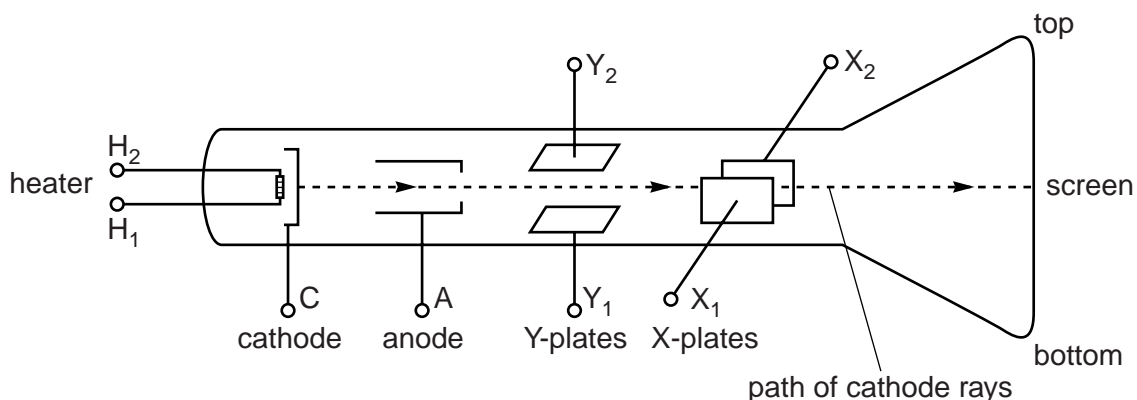 top
Y2
X2
H2
heater
screen
H1
C
A
Y1
X1
cathode
anode
Y-plates
X-plates
bottom
path of cathode rays